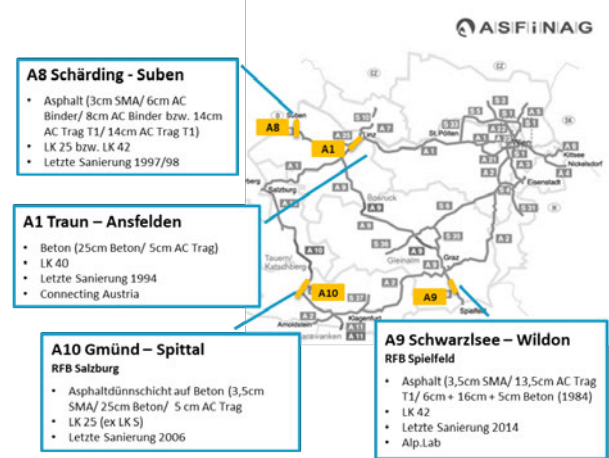 ASFiNAG
A8 Schärding - Suben
Asphalt (3cm SMA/ 6cm AC
Binder/ 8cm AC Binder bzw. 14cm
AC Trag T1/ 14cm AC Trag T1)
LK 25 bzw. LK 42
Letzte Sanierung 1997/98
A1 Traun – Ansfelden
Beton (25cm Beton/ 5cm AC Trag)
LK 40
Letzte Sanierung 1994
Connecting Austria
A10 Gmünd – Spittal
RFB Salzburg
Asphaltdünnschicht auf Beton (3,5cm
SMA/ 25cm Beton/ 5 cm AC Trag
LK 25 (ex LK S)
Letzte Sanierung 2006
A9 Schwarzlsee – Wildon
RFB Spielfeld
Asphalt (3,5cm SMA/ 13,5cm AC Trag
T1/ 6cm + 16cm + 5cm Beton (1984)
LK 42
Letzte Sanierung 2014
Alp.Lab
A8
A1
A10
A9
Suben
Linz
St.Pölten
Kittsee
Nickelsdorf
Eisenstadt
Salzburg
Bosruck
Tauern/
Katschberg
Gleinalm
Graz
Klagenfurt
Arnoldstein
Spielfeld